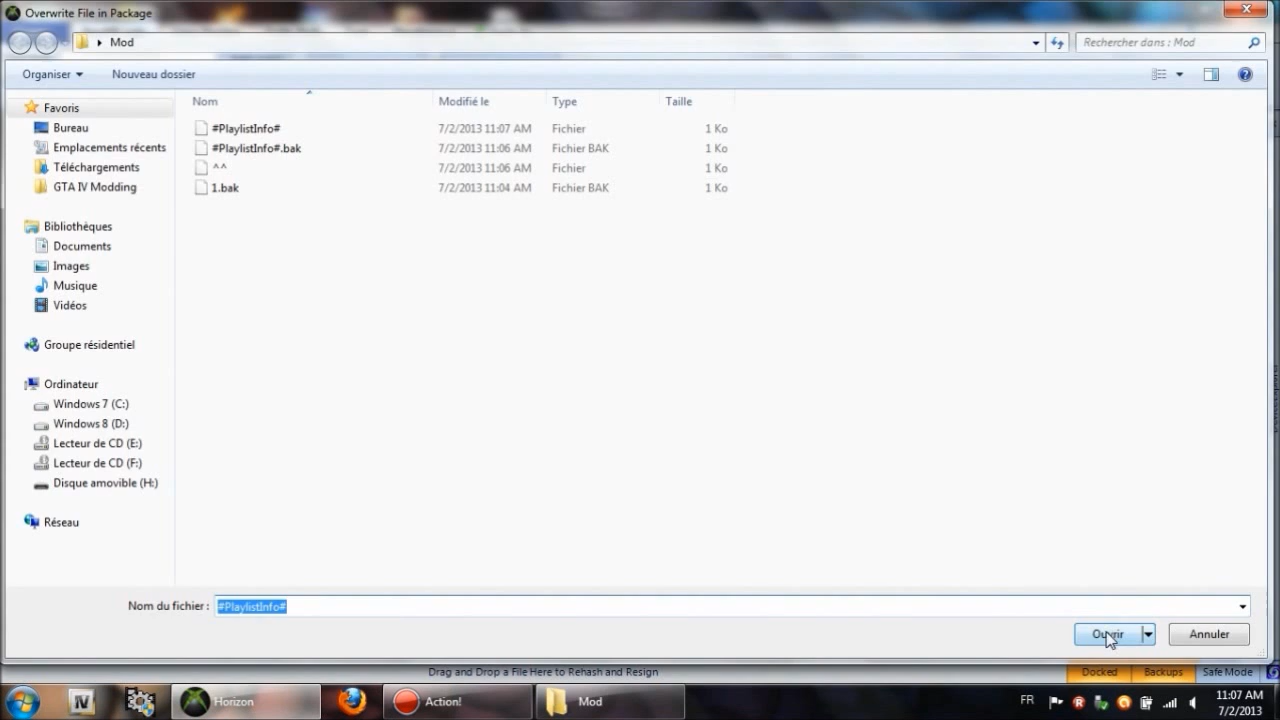 Overwrite File in Package
Mod
Rechercher dans : Mod
Organiser
Nouveau dossier
Nom
Modifié le
Type
Taille
Favoris
Bureau
Emplacements récents
Téléchargements
GTA IV Modding
Bibliothèques
Documents
Images
Musique
Vidéos
Groupe résidentiel
Ordinateur
Windows 7 (C:)
Windows 8 (D:)
Lecteur de CD (E:)
Lecteur de CD (F:)
Disque amovible (H:)
Réseau
#PlaylistInfo# 7/2/2013 11:07 AM Fichier 1 Ko
#PlaylistInfo#.bak 7/2/2013 11:06 AM Fichier BAK 1 Ko
^^ 7/2/2013 11:06 AM Fichier 1 Ko
1.bak 7/2/2013 11:04 AM Fichier BAK 1 Ko
Nom du fichier : #PlaylistInfo#
Ouvrir
Annuler
Drag and Drop a File Here to Rehash and Resign
Docked
Backups
Safe Mode
IV
Horizon
Action!
Mod
FR
11:07 AM
7/2/2013